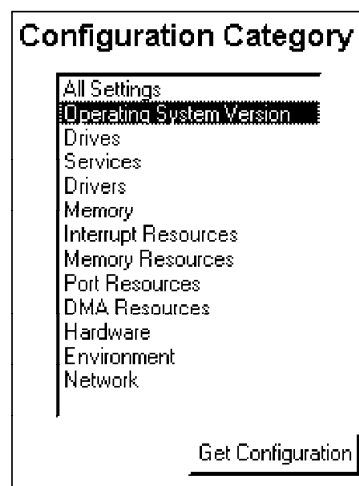 Configuration Category
All Settings
Operating System Version
Drives
Services
Drivers
Memory
Interrupt Resources
Memory Resources
Port Resources
DMA Resources
Hardware
Environment
Network
Get Configuration